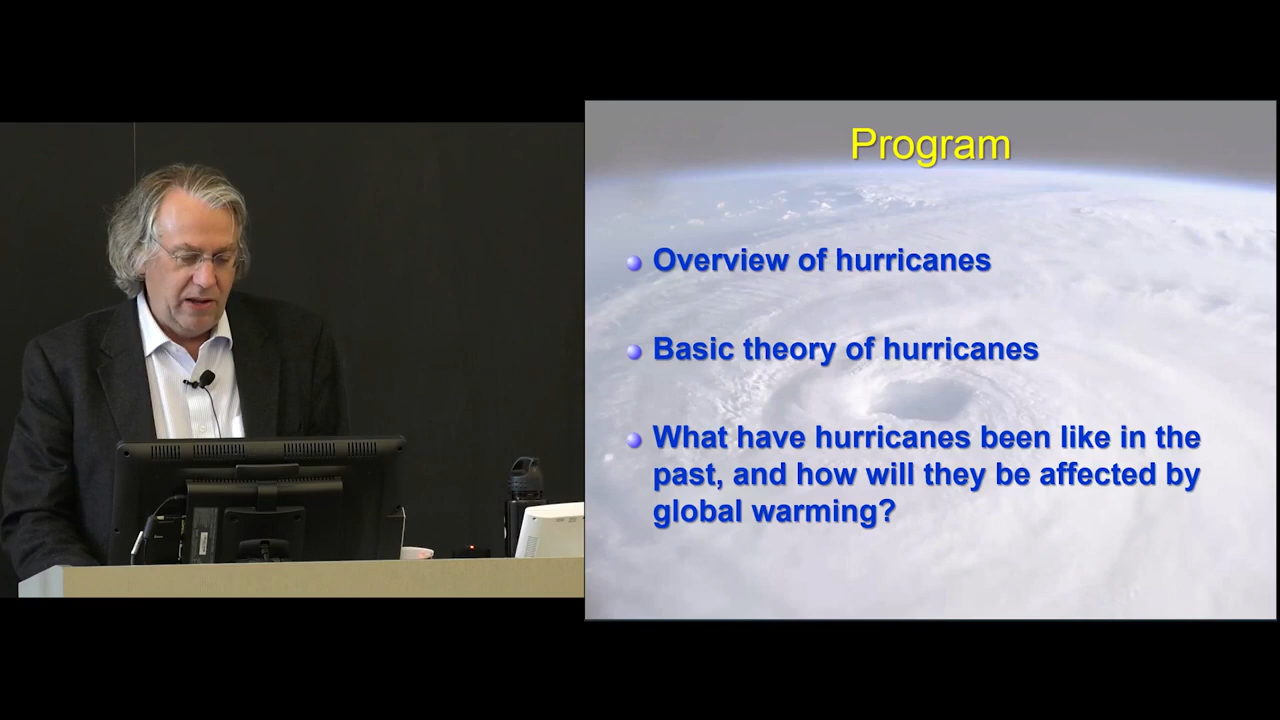 Program
Overview of hurricanes
Basic theory of hurricanes
What have hurricanes been like in the
past, and how will they be affected by
global warming?